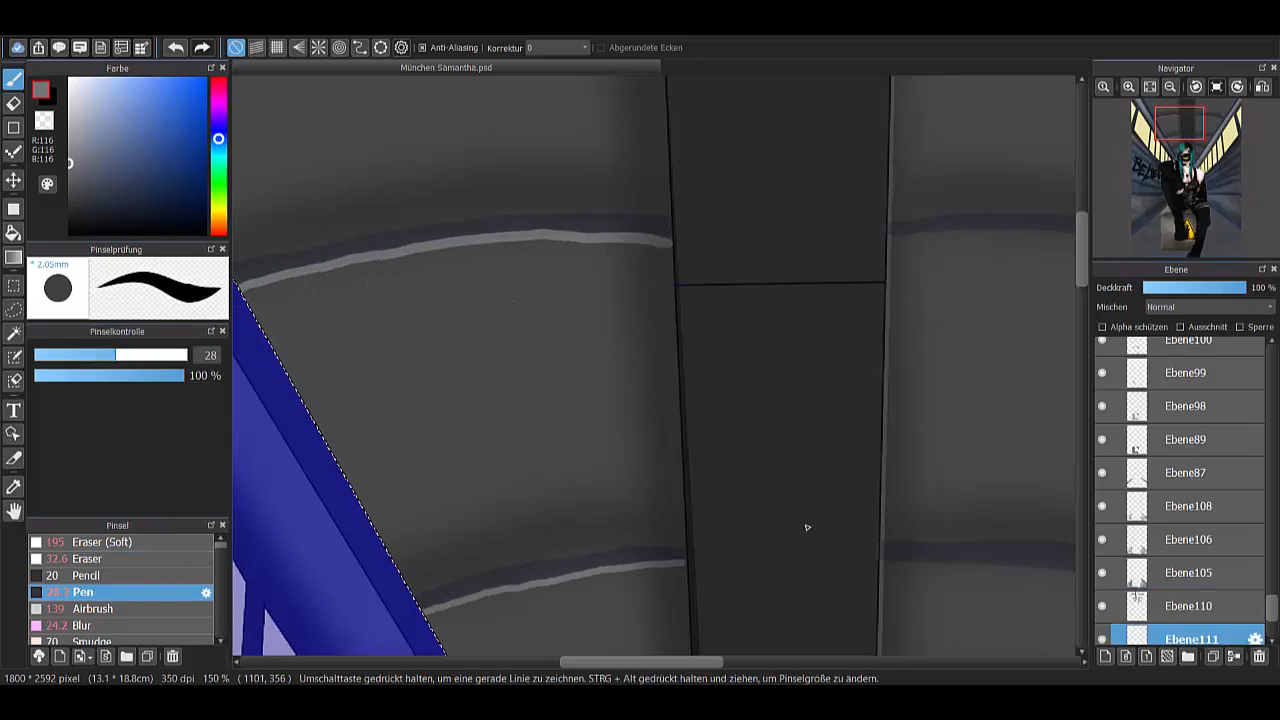 Anti-Aliasing Korrektur 0 Abgerundete Ecken
Farbe
München Samantha.psd
Navigator
R:116
G:116
B:116
Pinselprüfung
* 2.05mm
Pinselkontrolle
28
100 %
Pinsel
195 Eraser (Soft)
32.6 Eraser
20 Pencil
Pen
139 Airbrush
24.2 Blur
70 Smudge
Ebene
Deckkraft 100 %
Mischen Normal
Alpha schützen Ausschnitt Sperre
Ebene100
Ebene99
Ebene98
Ebene89
Ebene87
Ebene108
Ebene106
Ebene105
Ebene110
Ebene111
1800 * 2592 pixel (13.1 * 18.8cm) 350 dpi 150 % ( 1101, 356 ) Umschalttaste gedrückt halten, um eine gerade Linie zu zeichnen. STRG + Alt gedrückt halten und ziehen, um Pinselgröße zu ändern.